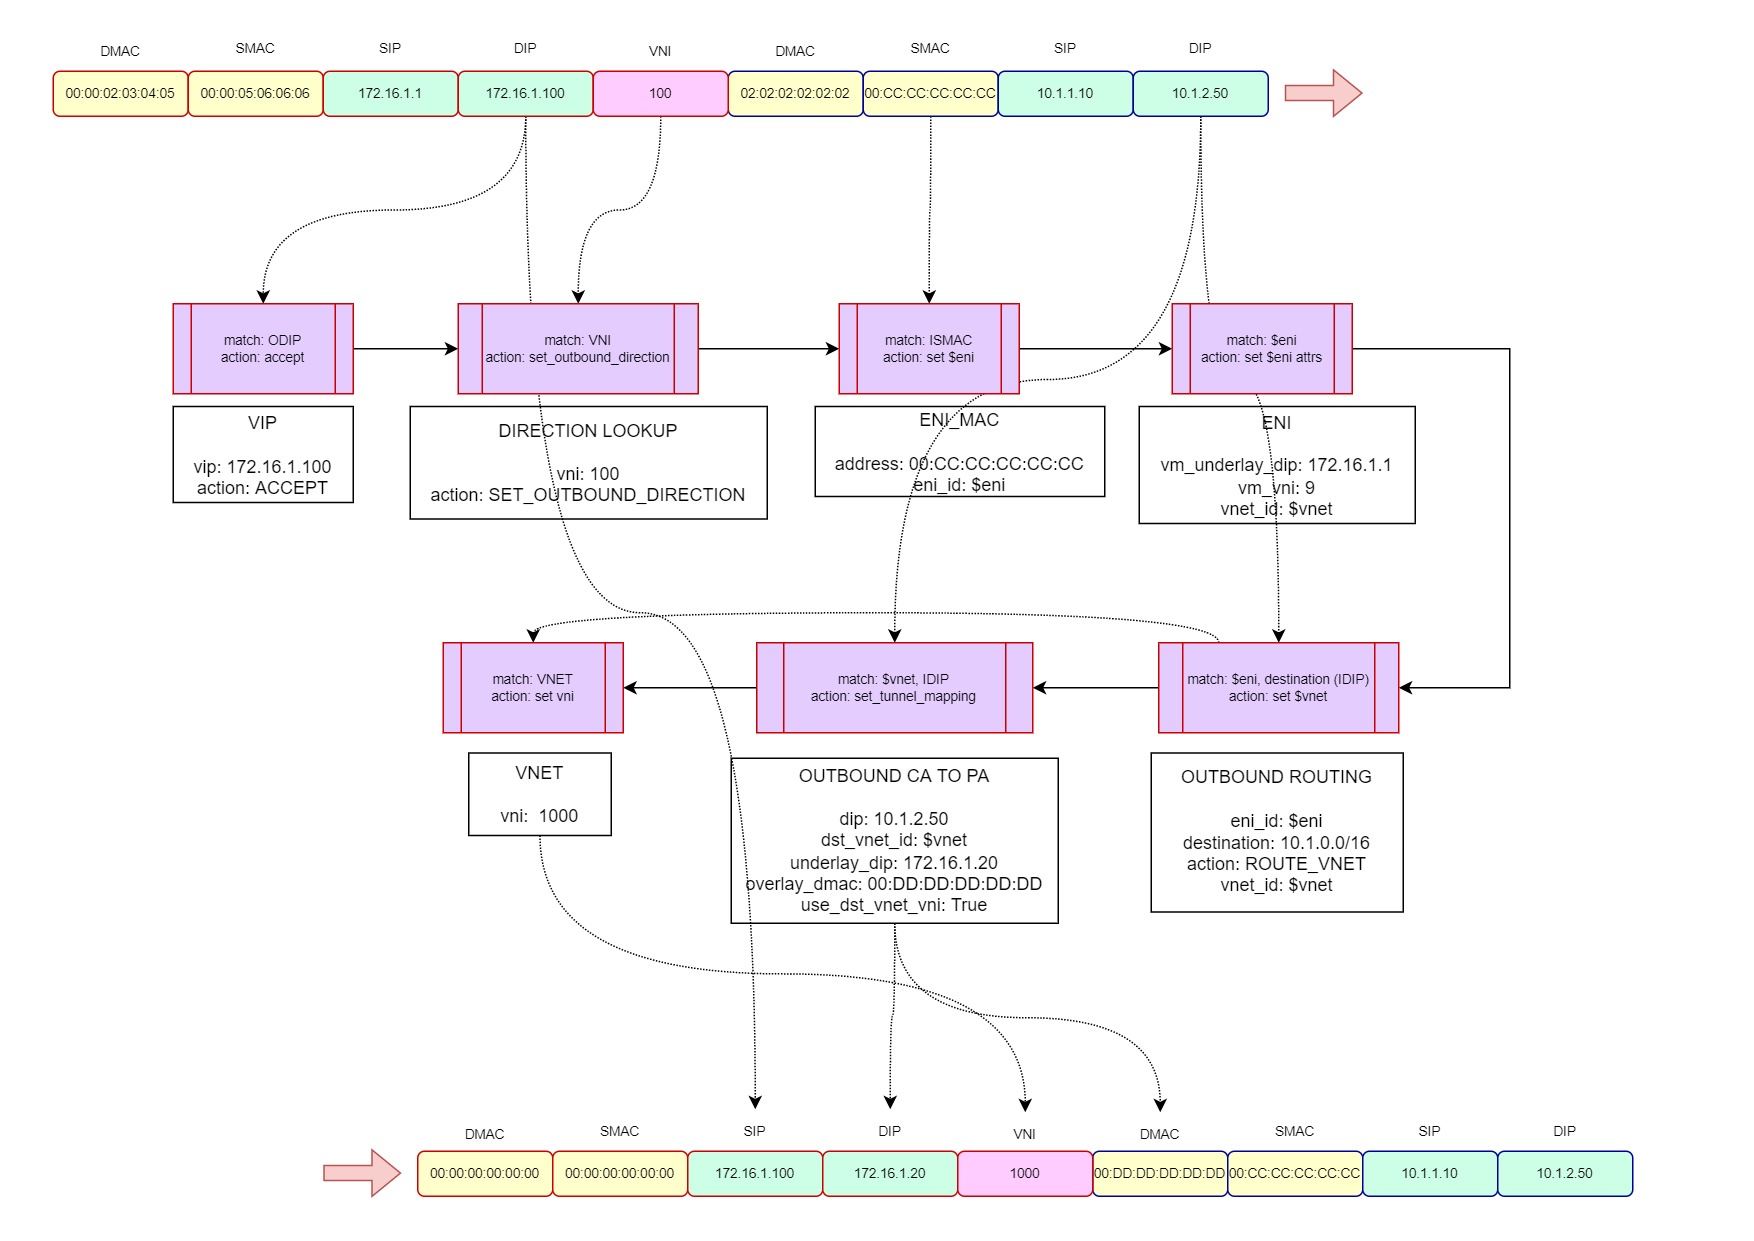 DMAC SMAC SIP DIP VNI DMAC SMAC SIP DIP
00:00:02:03:04:05 00:00:05:06:06:06 172.16.1.1 172.16.1.100 100 02:02:02:02:02:02 00:CC:CC:CC:CC:CC 10.1.1.10 10.1.2.50
match: ODIP
action: accept
match: VNI
action: set_outbound_direction
match: ISMAC
action: set $eni
match: $eni
action: set $eni attrs
VIP
vip: 172.16.1.100
action: ACCEPT
DIRECTION LOOKUP
vni: 100
action: SET_OUTBOUND_DIRECTION
ENI_MAC
address: 00:CC:CC:CC:CC:CC
eni_id: $eni
ENI
vm_underlay_dip: 172.16.1.1
vm_vni: 9
vnet_id: $vnet
match: VNET
action: set vni
match: $vnet, IDIP
action: set_tunnel_mapping
match: $eni, destination (IDIP)
action: set $vnet
VNET
vni: 1000
OUTBOUND CA TO PA
dip: 10.1.2.50
dst_vnet_id: $vnet
underlay_dip: 172.16.1.20
overlay_dmac: 00:DD:DD:DD:DD:DD
use_dst_vnet_vni: True
OUTBOUND ROUTING
eni_id: $eni
destination: 10.1.0.0/16
action: ROUTE_VNET
vnet_id: $vnet
DMAC SMAC SIP DIP VNI DMAC SMAC SIP DIP
00:00:00:00:00:00 00:00:00:00:00:00 172.16.1.100 172.16.1.20 1000 00:DD:DD:DD:DD:DD 00:CC:CC:CC:CC:CC 10.1.1.10 10.1.2.50